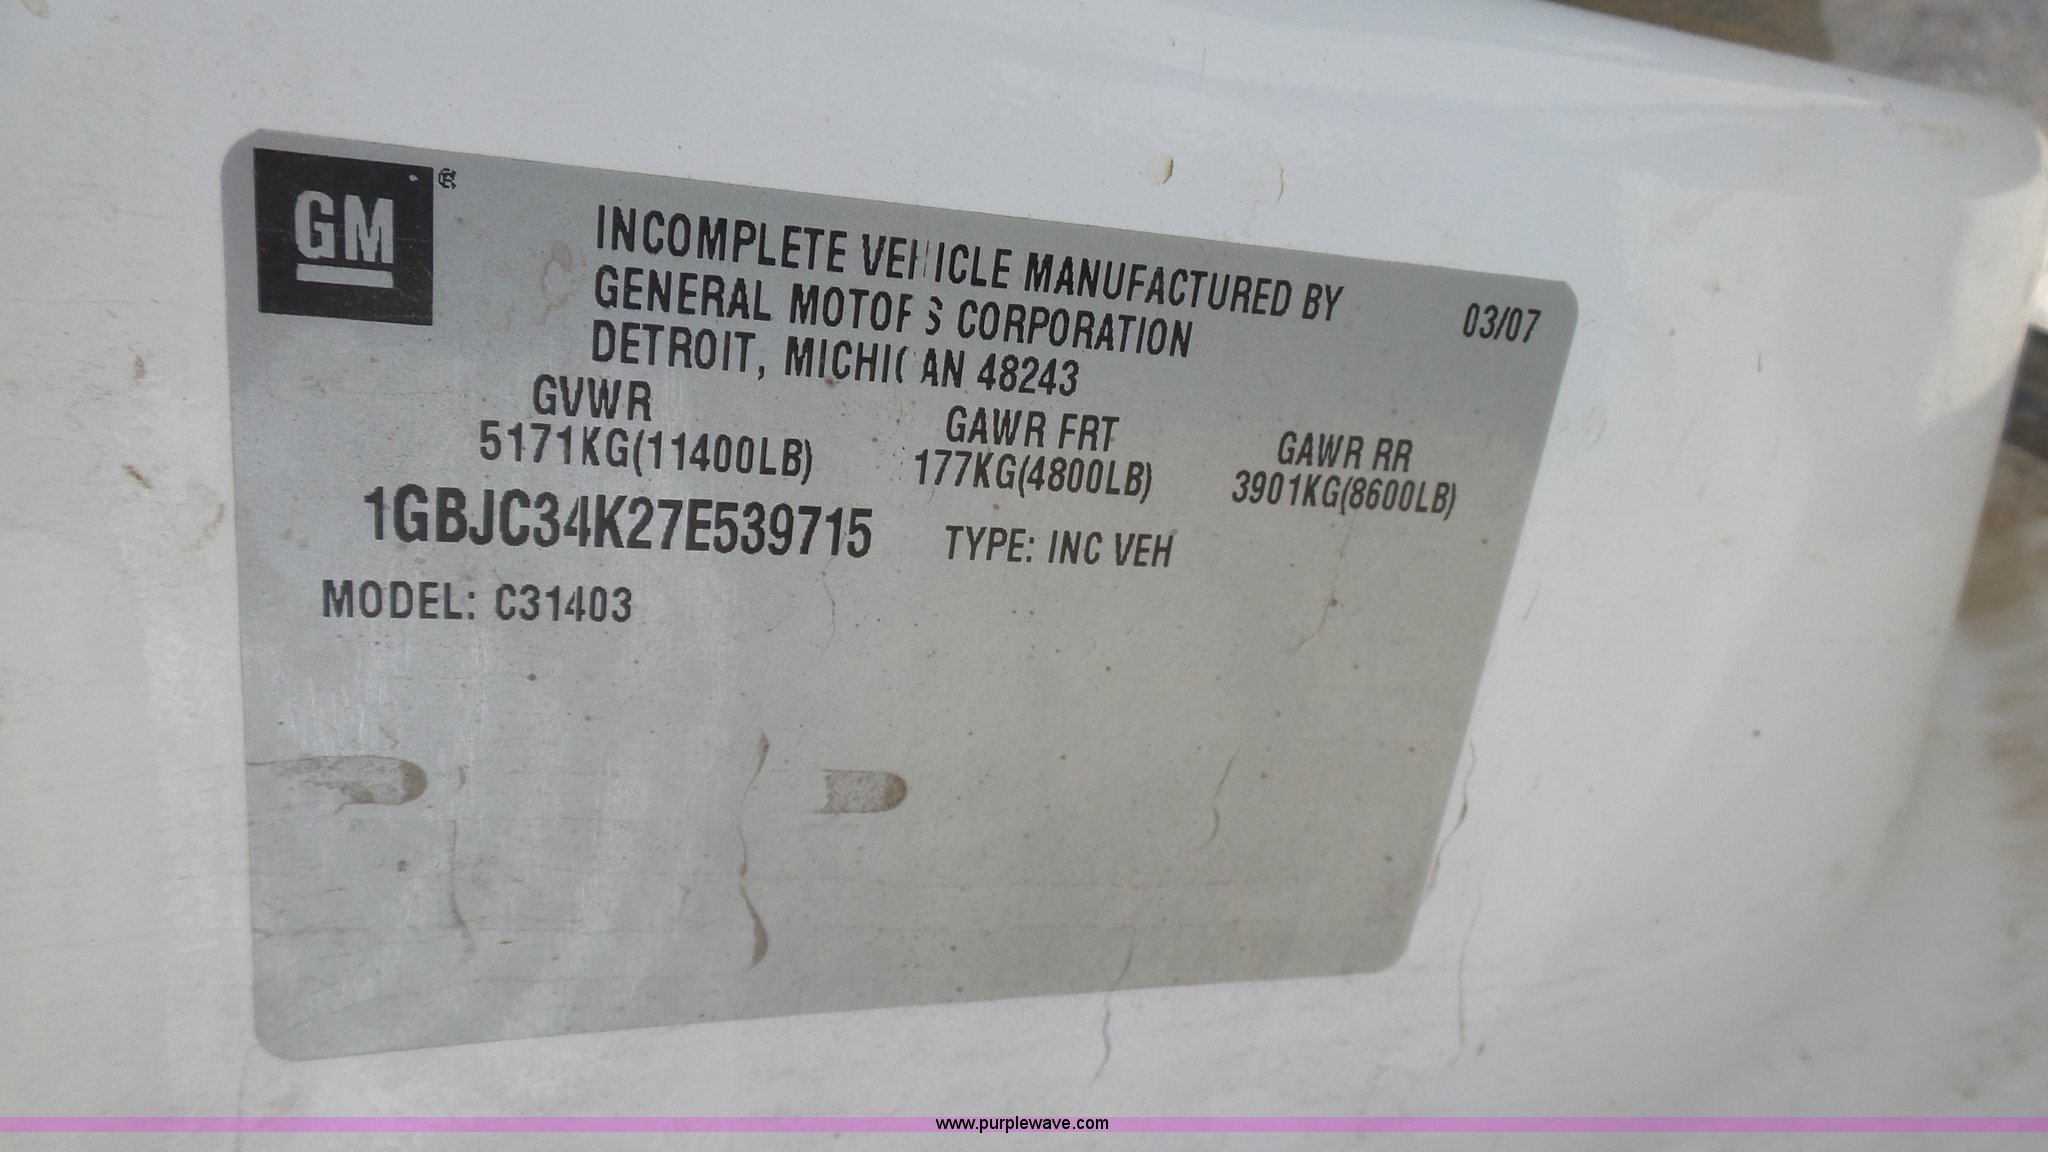 GM ®
INCOMPLETE VEHICLE MANUFACTURED BY
GENERAL MOTORS CORPORATION
DETROIT, MICHIGAN 48243
03/07
GVWR
5171KG(11400LB)
GAWR FRT
177KG(4800LB)
GAWR RR
3901KG(8600LB)
1GBJC34K27E539715
TYPE: INC VEH
MODEL: C31403
www.purplewave.com